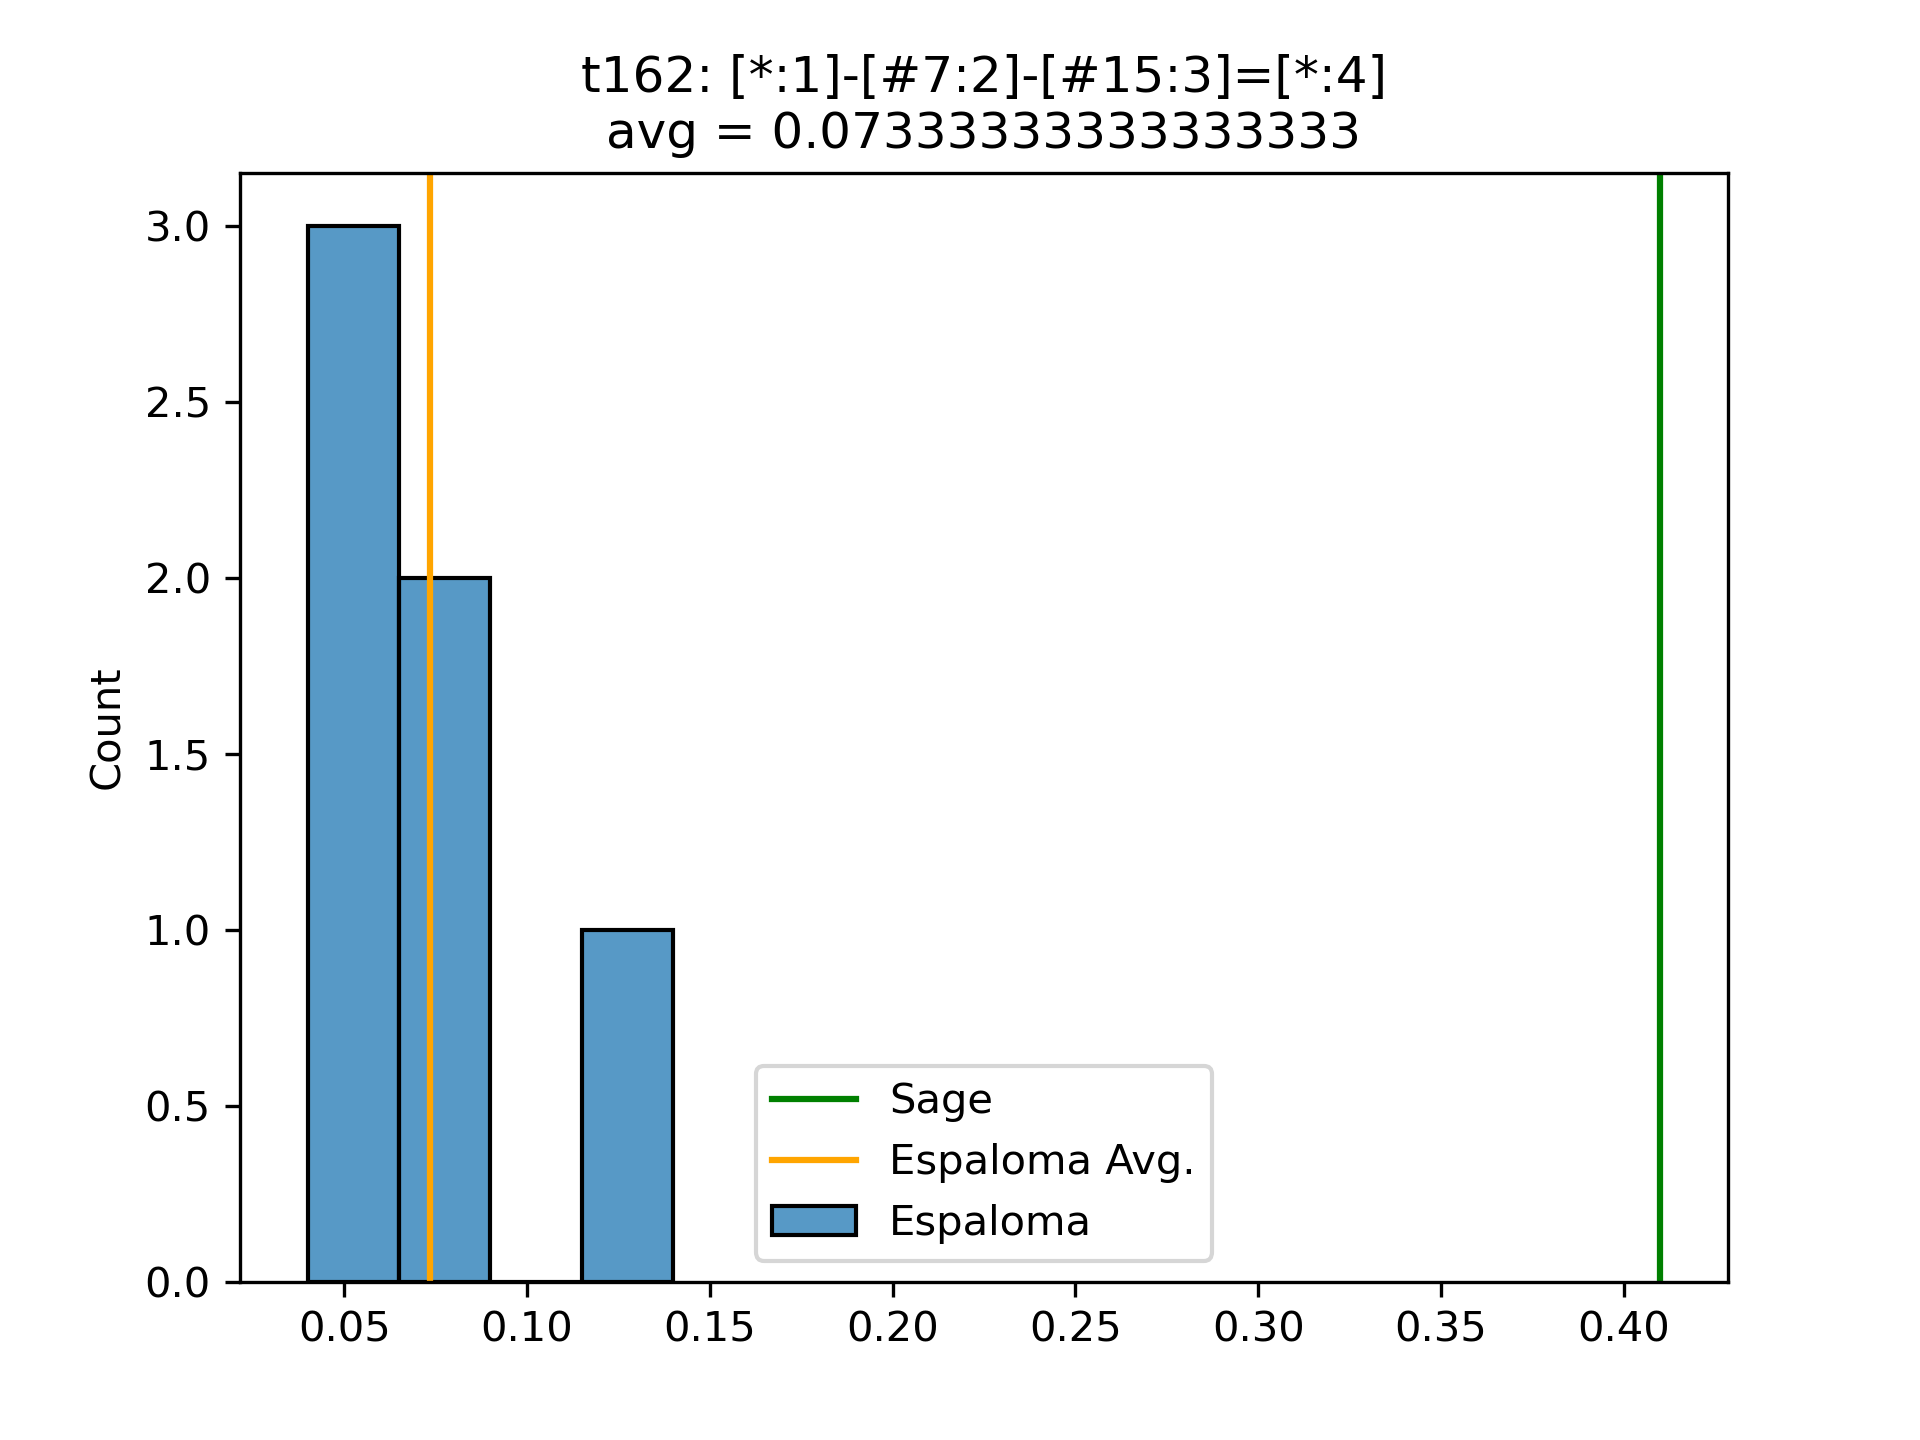 t162: [*:1]-[#7:2]-[#15:3]=[*:4]
avg = 0.07333333333333333
Count
3.0
2.5
2.0
1.5
1.0
0.5
0.0
0.05 0.10 0.15 0.20 0.25 0.30 0.35 0.40
Sage
Espaloma Avg.
Espaloma